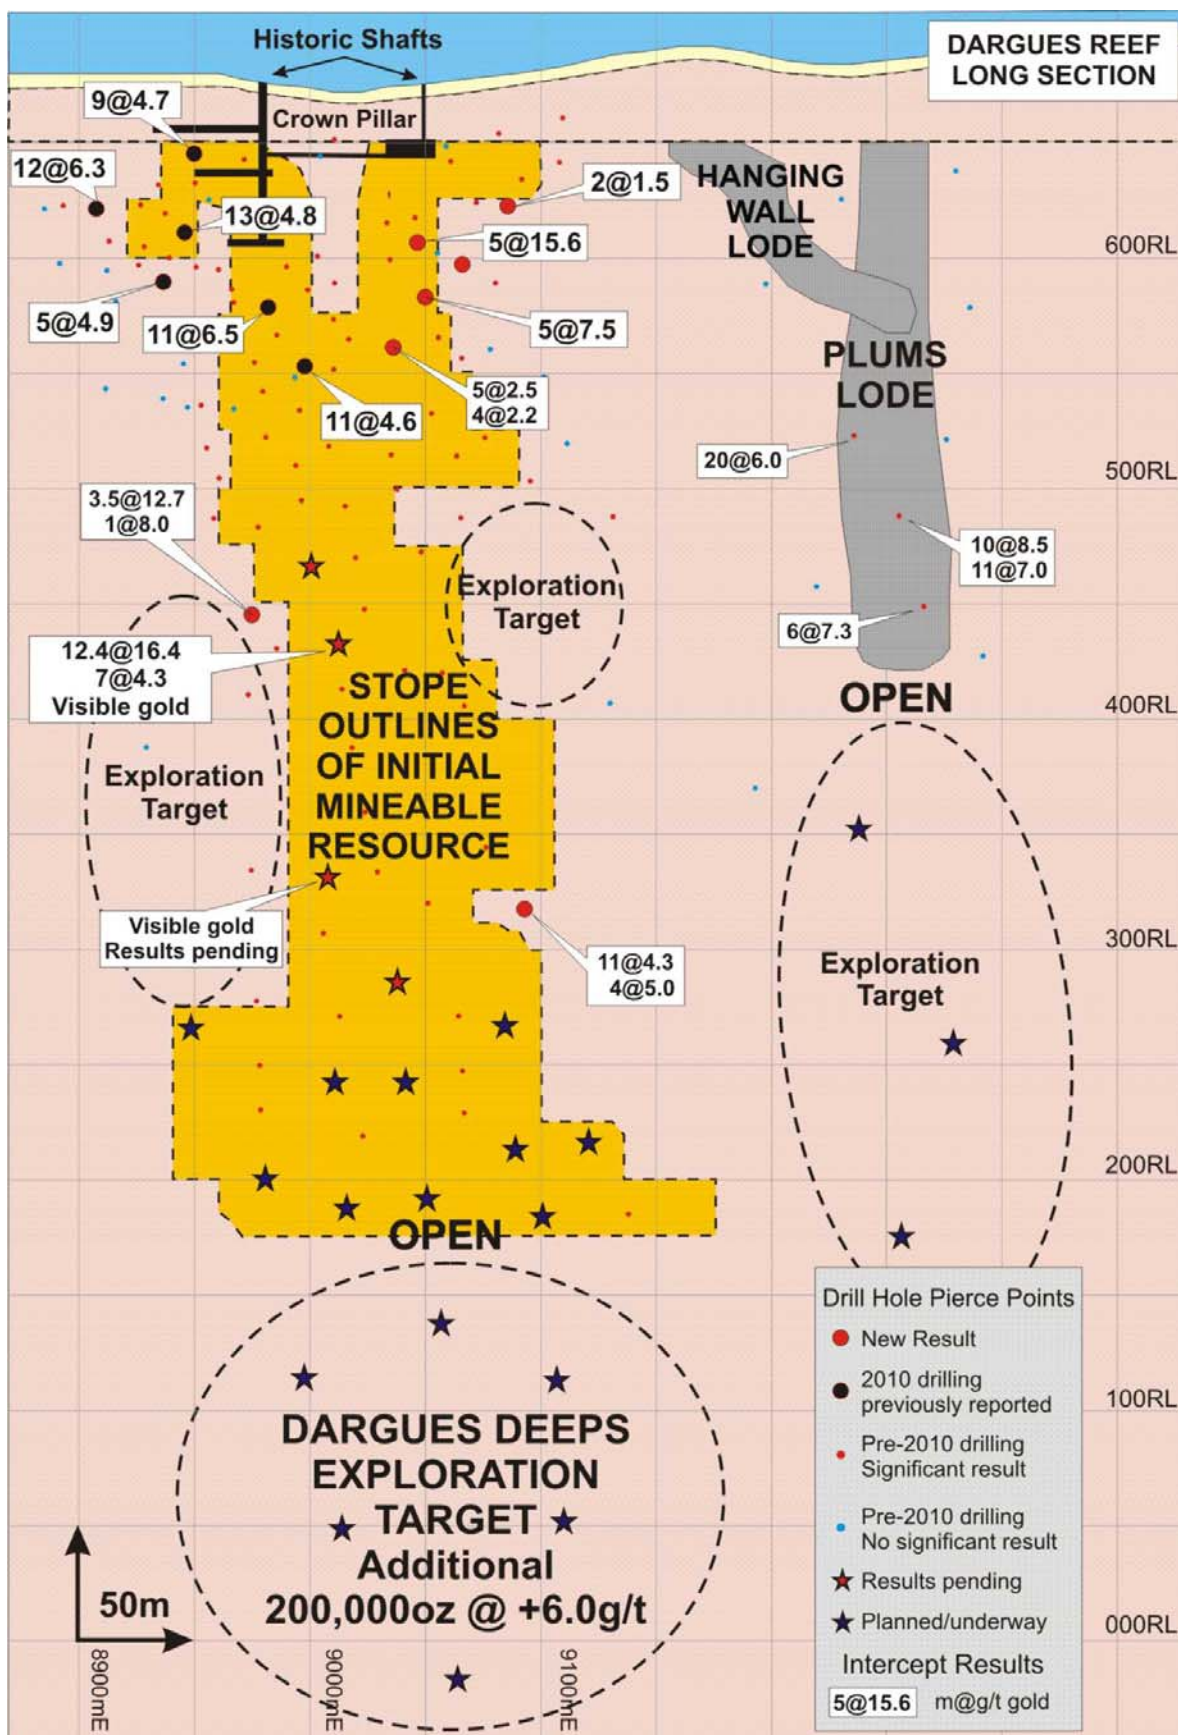 DARGUES REEF
LONG SECTION
Historic Shafts
Crown Pillar
9@4.7
12@6.3
13@4.8
5@4.9
11@6.5
11@4.6
2@1.5
5@15.6
5@7.5
5@2.5
4@2.2
HANGING
WALL
LODE
PLUMS
LODE
600RL
500RL
400RL
300RL
200RL
100RL
000RL
20@6.0
10@8.5
11@7.0
6@7.3
OPEN
3.5@12.7
1@8.0
12.4@16.4
7@4.3
Visible gold
Exploration
Target
Exploration
Target
STOPE
OUTLINES
OF INITIAL
MINEABLE
RESOURCE
Visible gold
Results pending
11@4.3
4@5.0
Exploration
Target
OPEN
DARGUES DEEPS
EXPLORATION
TARGET
Additional
200,000oz @ +6.0g/t
50m
8900mE
9000mE
9100mE
Drill Hole Pierce Points
New Result
2010 drilling
previously reported
Pre-2010 drilling
Significant result
Pre-2010 drilling
No significant result
Results pending
Planned/underway
Intercept Results
5@15.6 m@g/t gold